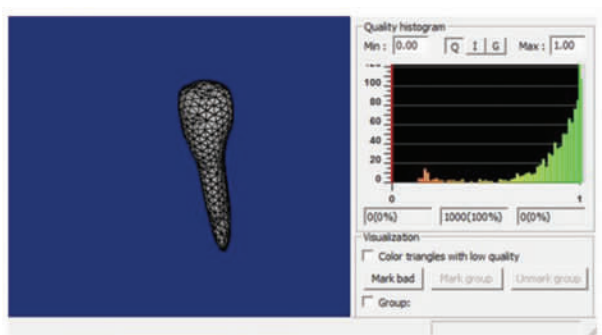 Quality histogram
Min : 0.00 Q I G Max : 1.00
100
80
60
40
20
0
0 1
0(0%) 1000(100%) 0(0%)
Visualization
Color triangles with low quality
Mark bad Mark group Unmark group
Group: